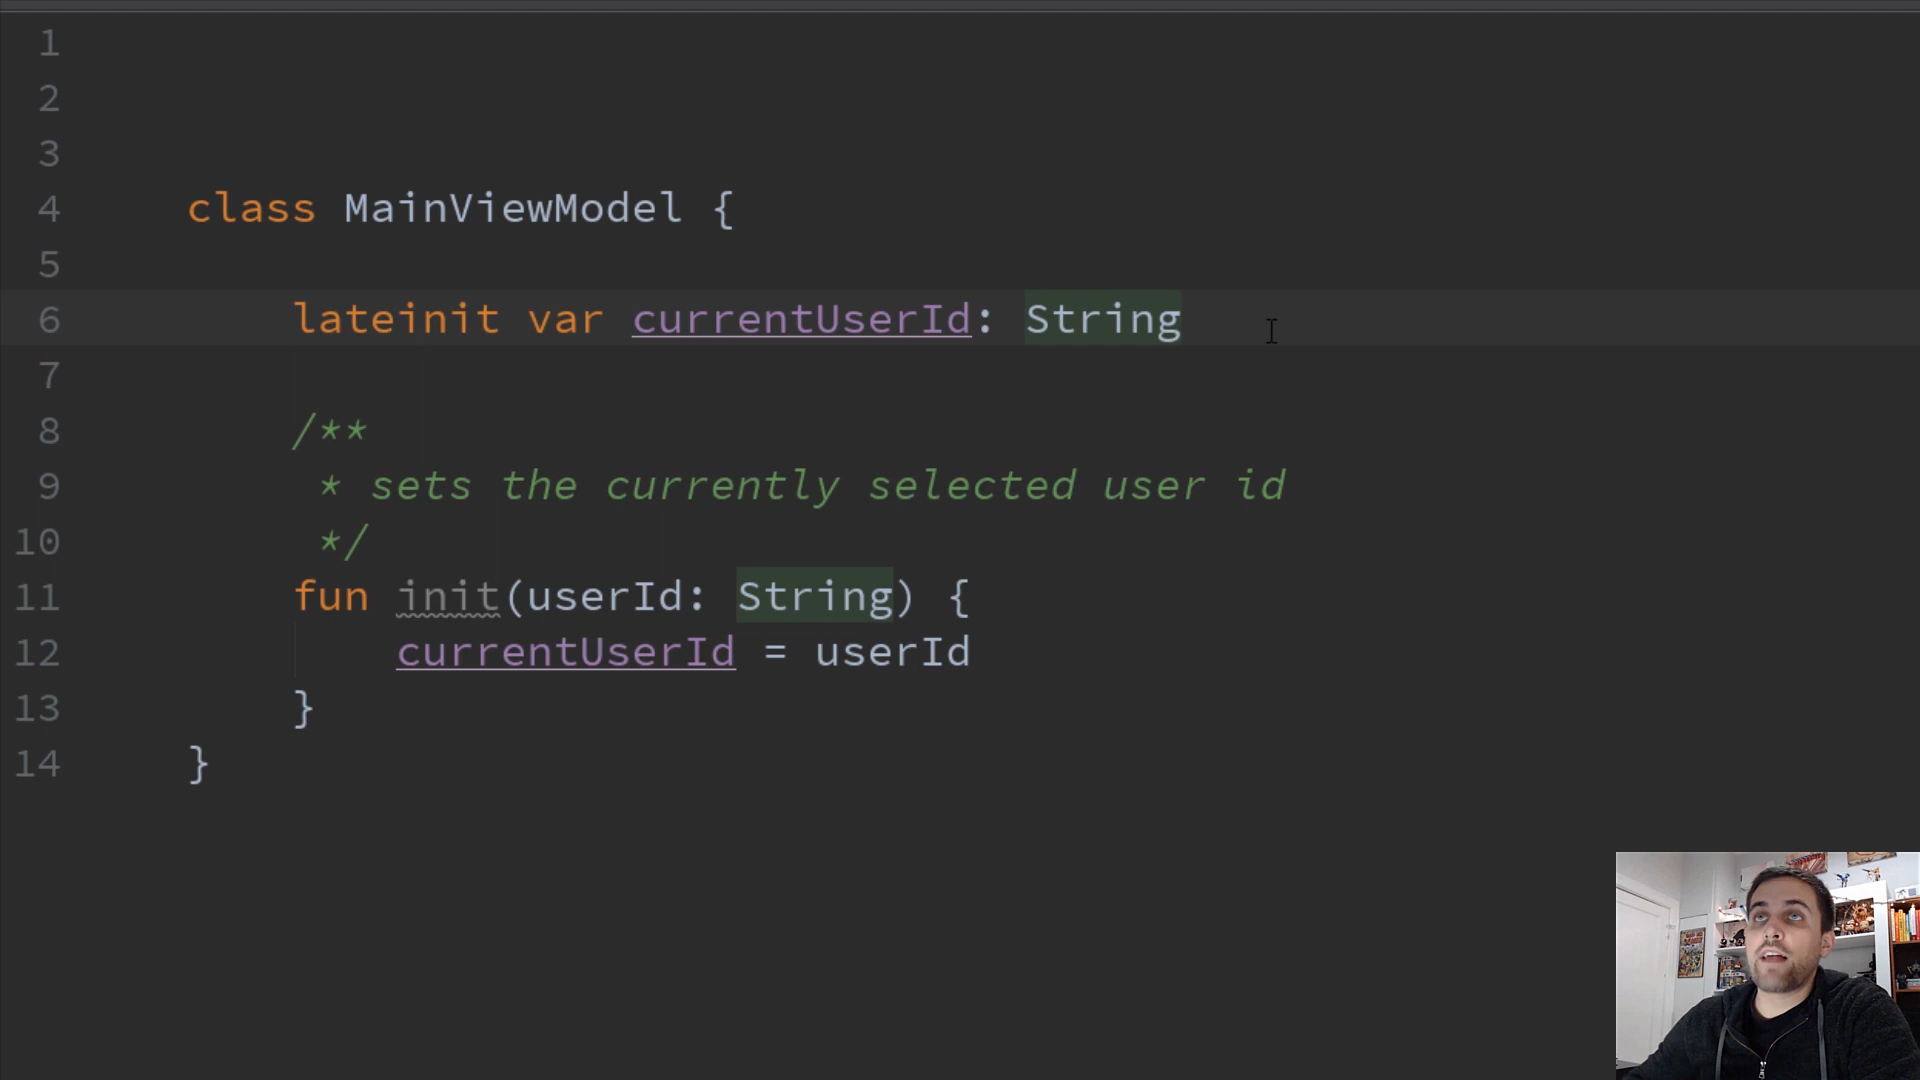 1
2
3
4 class MainViewModel {
5
6 lateinit var currentUserId: String
7
8 /**
9 * sets the currently selected user id
10 */
11 fun init(userId: String) {
12 currentUserId = userId
13 }
14 }